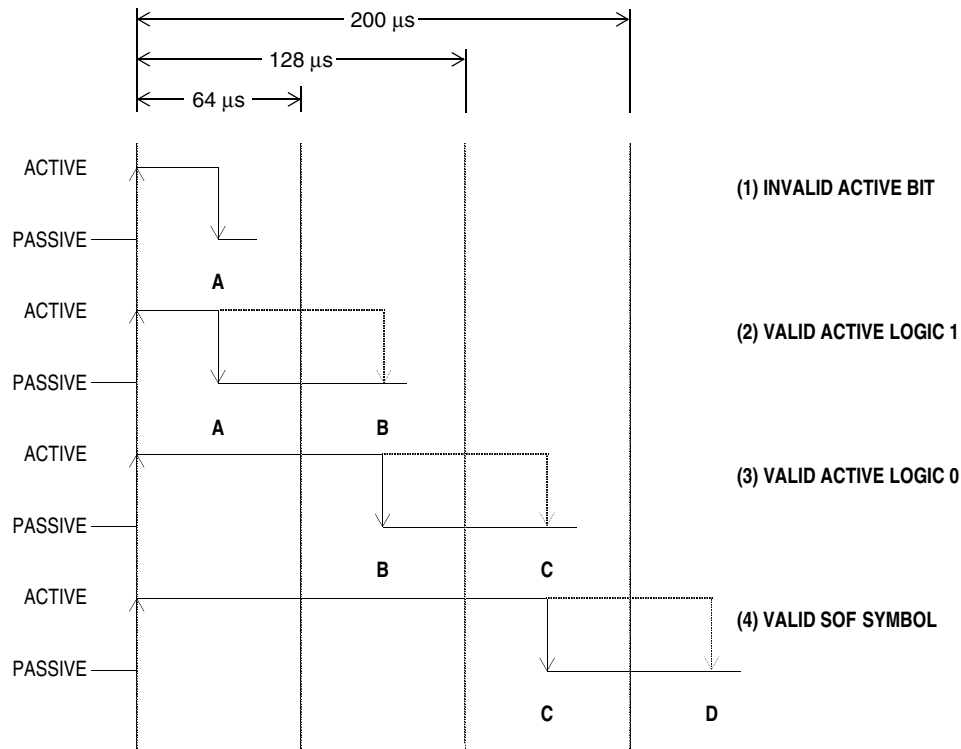 200 μs
128 μs
64 μs
ACTIVE
(1) INVALID ACTIVE BIT
PASSIVE
A
ACTIVE
(2) VALID ACTIVE LOGIC 1
PASSIVE
A B
ACTIVE
(3) VALID ACTIVE LOGIC 0
PASSIVE
B C
ACTIVE
(4) VALID SOF SYMBOL
PASSIVE
C D